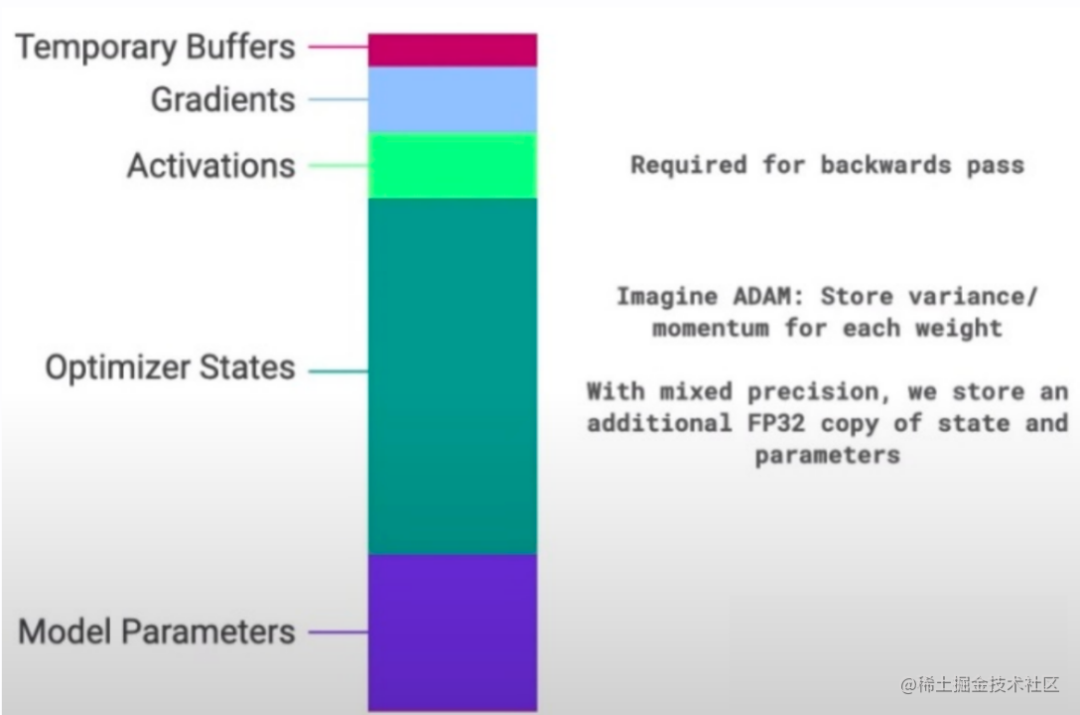 Temporary Buffers
Gradients
Activations
Required for backwards pass
Imagine ADAM: Store variance/
momentum for each weight
Optimizer States
With mixed precision, we store an
additional FP32 copy of state and
parameters
Model Parameters
@稀土掘金技术社区